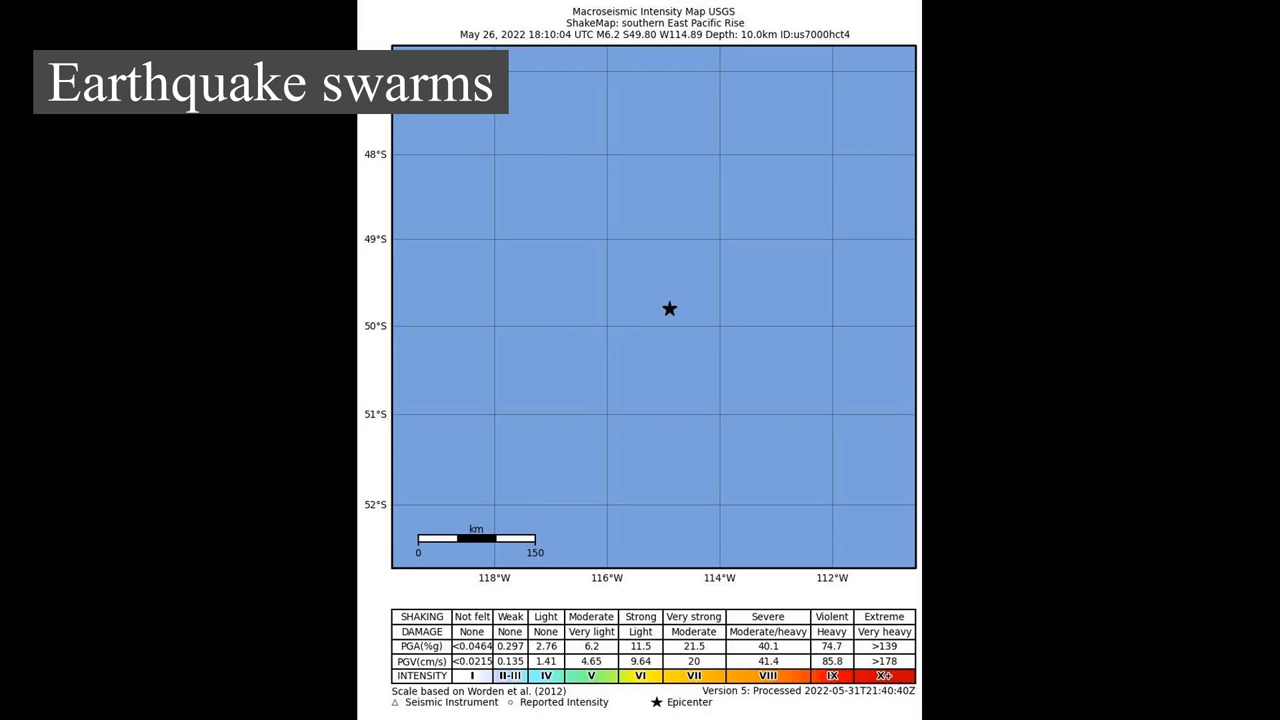 Macroseismic Intensity Map USGS
ShakeMap: southern East Pacific Rise
May 26, 2022 18:10:04 UTC M6.2 S49.80 W114.89 Depth: 10.0km ID:us7000hct4
Earthquake swarms
48°S
49°S
50°S
51°S
52°S
km
0 150
118°W 116°W 114°W 112°W
SHAKING Not felt Weak Light Moderate Strong Very strong Severe Violent Extreme
DAMAGE None None None Very light Light Moderate Moderate/heavy Heavy Very heavy
PGA(%g) <0.0464 0.297 2.76 6.2 11.5 21.5 40.1 74.7 >139
PGV(cm/s) <0.0215 0.135 1.41 4.65 9.64 20 41.4 85.8 >178
INTENSITY I II-III IV V VI VII VIII IX X+
Scale based on Worden et al. (2012) Version 5: Processed 2022-05-31T21:40:40Z
△ Seismic Instrument ○ Reported Intensity ★ Epicenter